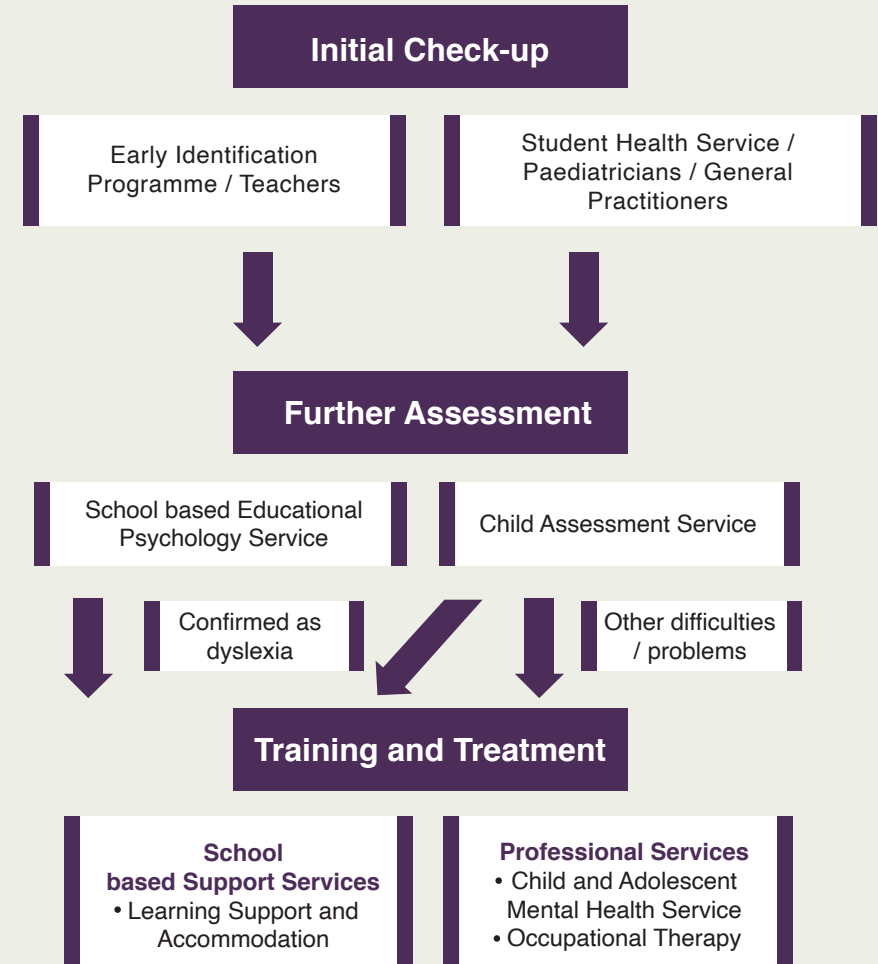 Initial Check-up
Early Identification
Programme / Teachers
Student Health Service /
Paediatricians / General
Practitioners
Further Assessment
School based Educational
Psychology Service
Child Assessment Service
Confirmed as
dyslexia
Other difficulties
/ problems
Training and Treatment
School
based Support Services
• Learning Support and
Accommodation
Professional Services
• Child and Adolescent
Mental Health Service
• Occupational Therapy